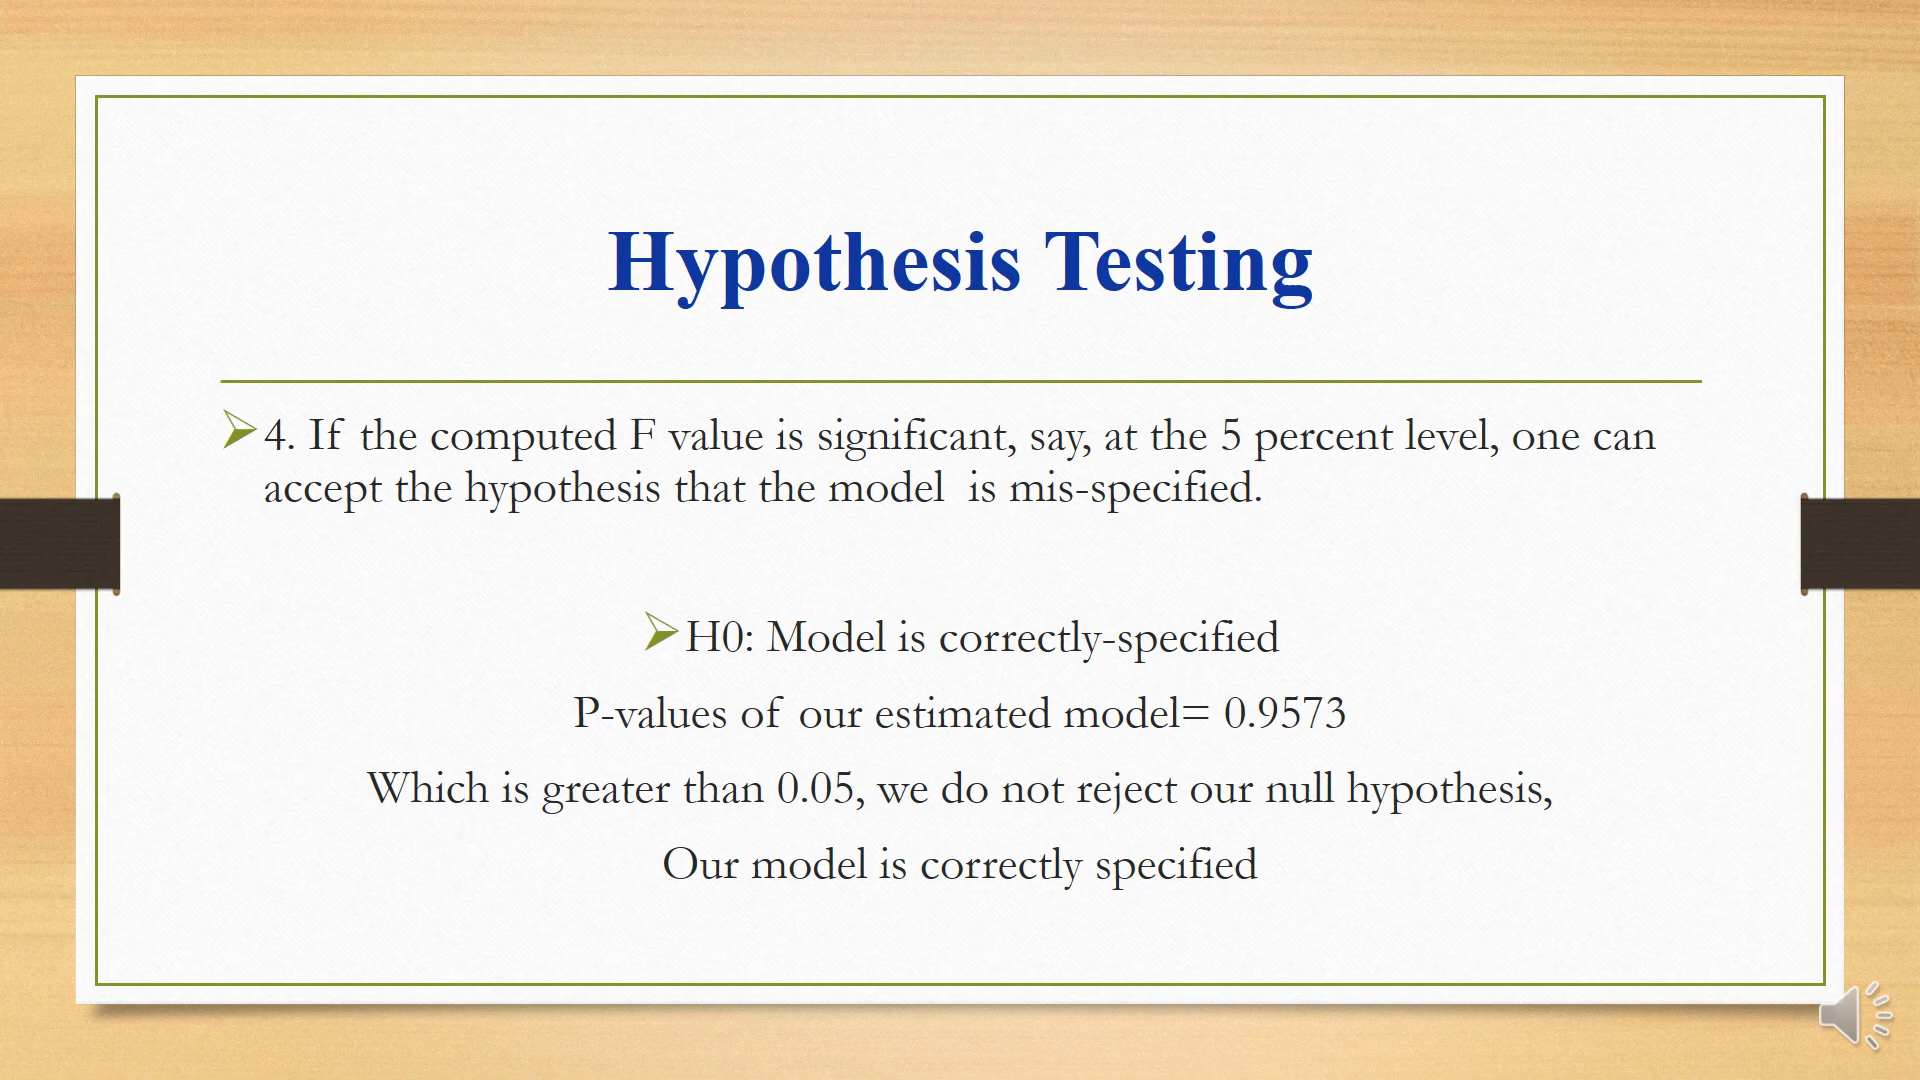 Hypothesis Testing
4. If the computed F value is significant, say, at the 5 percent level, one can
accept the hypothesis that the model is mis-specified.
H0: Model is correctly-specified
P-values of our estimated model= 0.9573
Which is greater than 0.05, we do not reject our null hypothesis,
Our model is correctly specified